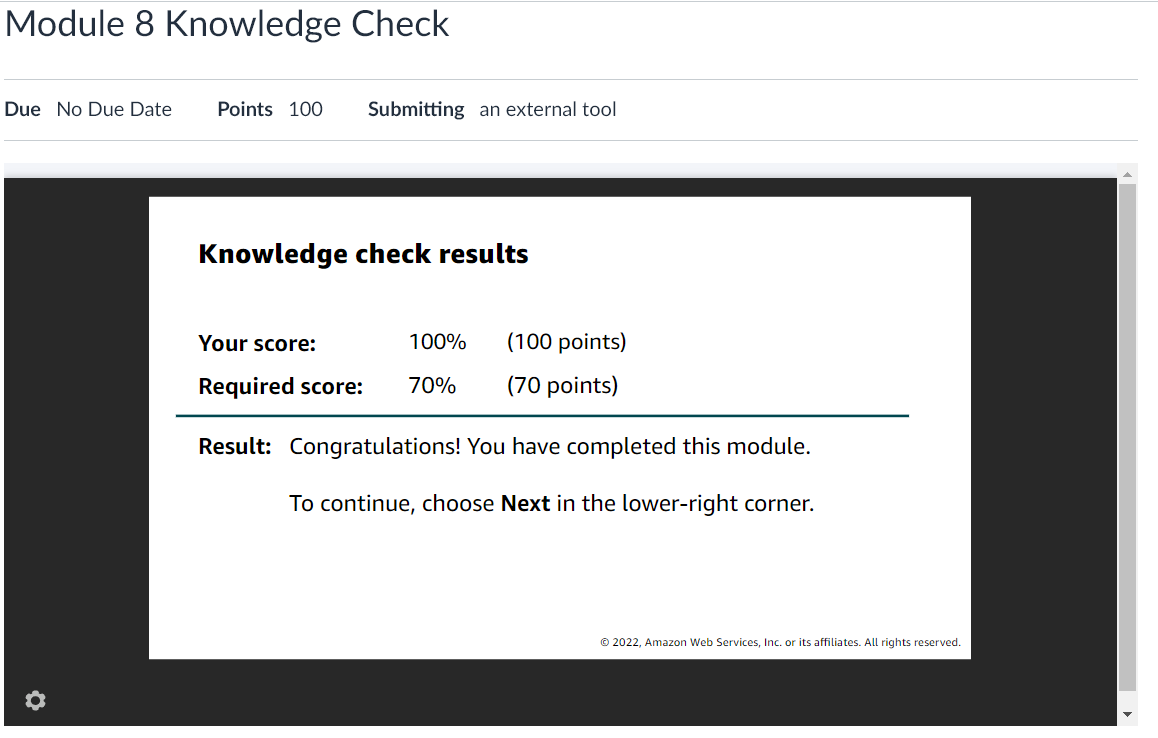 Module 8 Knowledge Check
Due No Due Date Points 100 Submitting an external tool
Knowledge check results
Your score: 100% (100 points)
Required score: 70% (70 points)
Result: Congratulations! You have completed this module.
To continue, choose Next in the lower-right corner.
© 2022, Amazon Web Services, Inc. or its affiliates. All rights reserved.